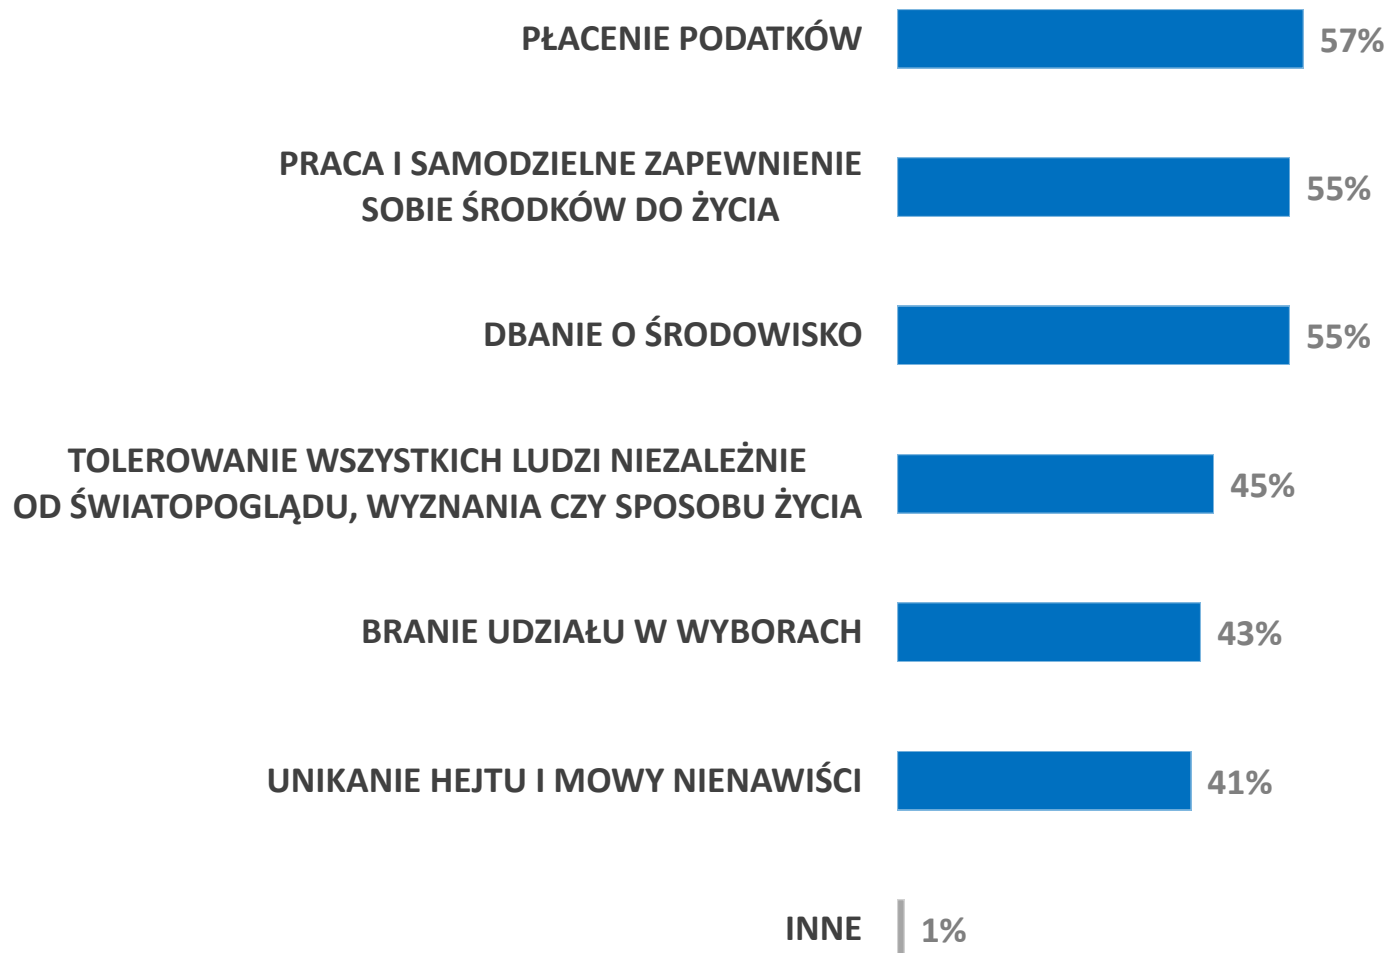 PŁACENIE PODATKÓW 57%
PRACA I SAMODZIELNE ZAPEWNIENIE
SOBIE ŚRODKÓW DO ŻYCIA 55%
DBANIE O ŚRODOWISKO 55%
TOLEROWANIE WSZYSTKICH LUDZI NIEZALEŻNIE
OD ŚWIATOPOGLĄDU, WYZNANIA CZY SPOSOBU ŻYCIA 45%
BRANIE UDZIAŁU W WYBORACH 43%
UNIKANIE HEJTU I MOWY NIENAWIŚCI 41%
INNE 1%